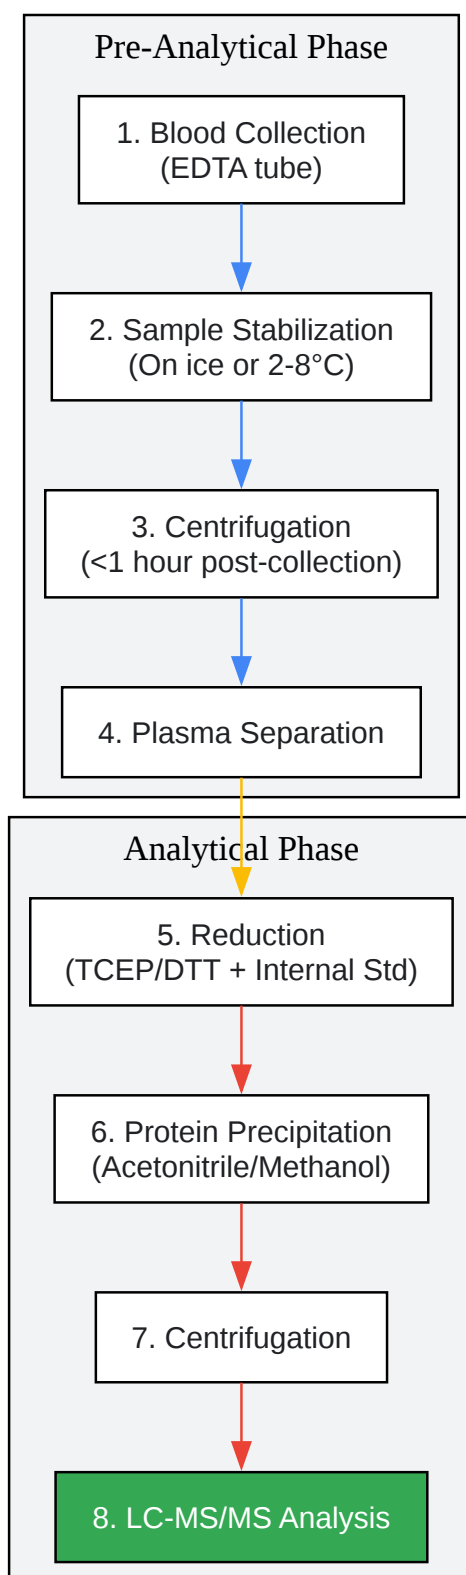 Pre-Analytical Phase
1. Blood Collection
(EDTA tube)
2. Sample Stabilization
(On ice or 2-8°C)
3. Centrifugation
(<1 hour post-collection)
4. Plasma Separation
Analytical Phase
5. Reduction
(TCEP/DTT + Internal Std)
6. Protein Precipitation
(Acetonitrile/Methanol)
7. Centrifugation
8. LC-MS/MS Analysis